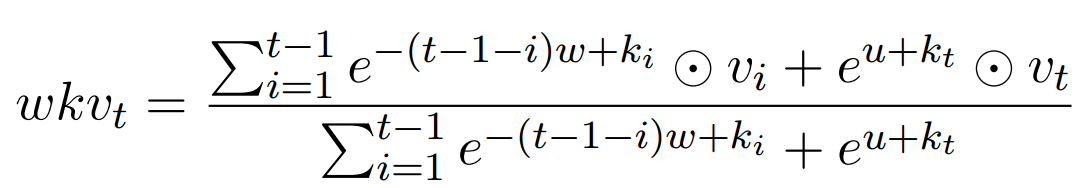 wkv_t = \frac{\sum_{i=1}^{t-1} e^{-(t-1-i)w+k_i} \odot v_i + e^{u+k_t} \odot v_t}{\sum_{i=1}^{t-1} e^{-(t-1-i)w+k_i} + e^{u+k_t}}